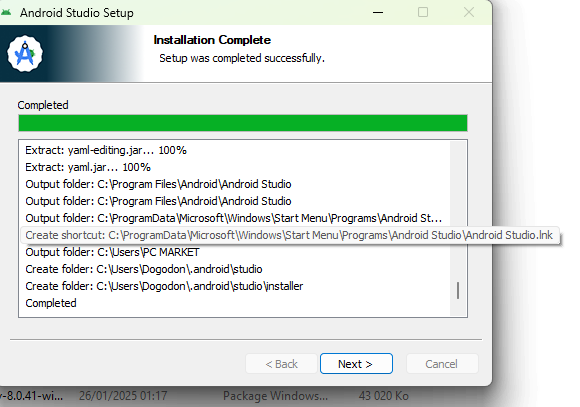 Android Studio Setup
Installation Complete
Setup was completed successfully.
Completed
Extract: yaml-editing.jar... 100%
Extract: yaml.jar... 100%
Output folder: C:\Program Files\Android\Android Studio
Output folder: C:\Program Files\Android\Android Studio
Output folder: C:\ProgramData\Microsoft\Windows\Start Menu\Programs\Android St...
Create shortcut: C:\ProgramData\Microsoft\Windows\Start Menu\Programs\Android Studio\Android Studio.lnk
Output folder: C:\Users\PC MARKET
Create folder: C:\Users\Dogodon\.android\studio
Create folder: C:\Users\Dogodon\.android\studio\installer
Completed
< Back Next > Cancel
-8.0.41-wi... 26/01/2025 01:17 Package Windows... 43 020 Ko